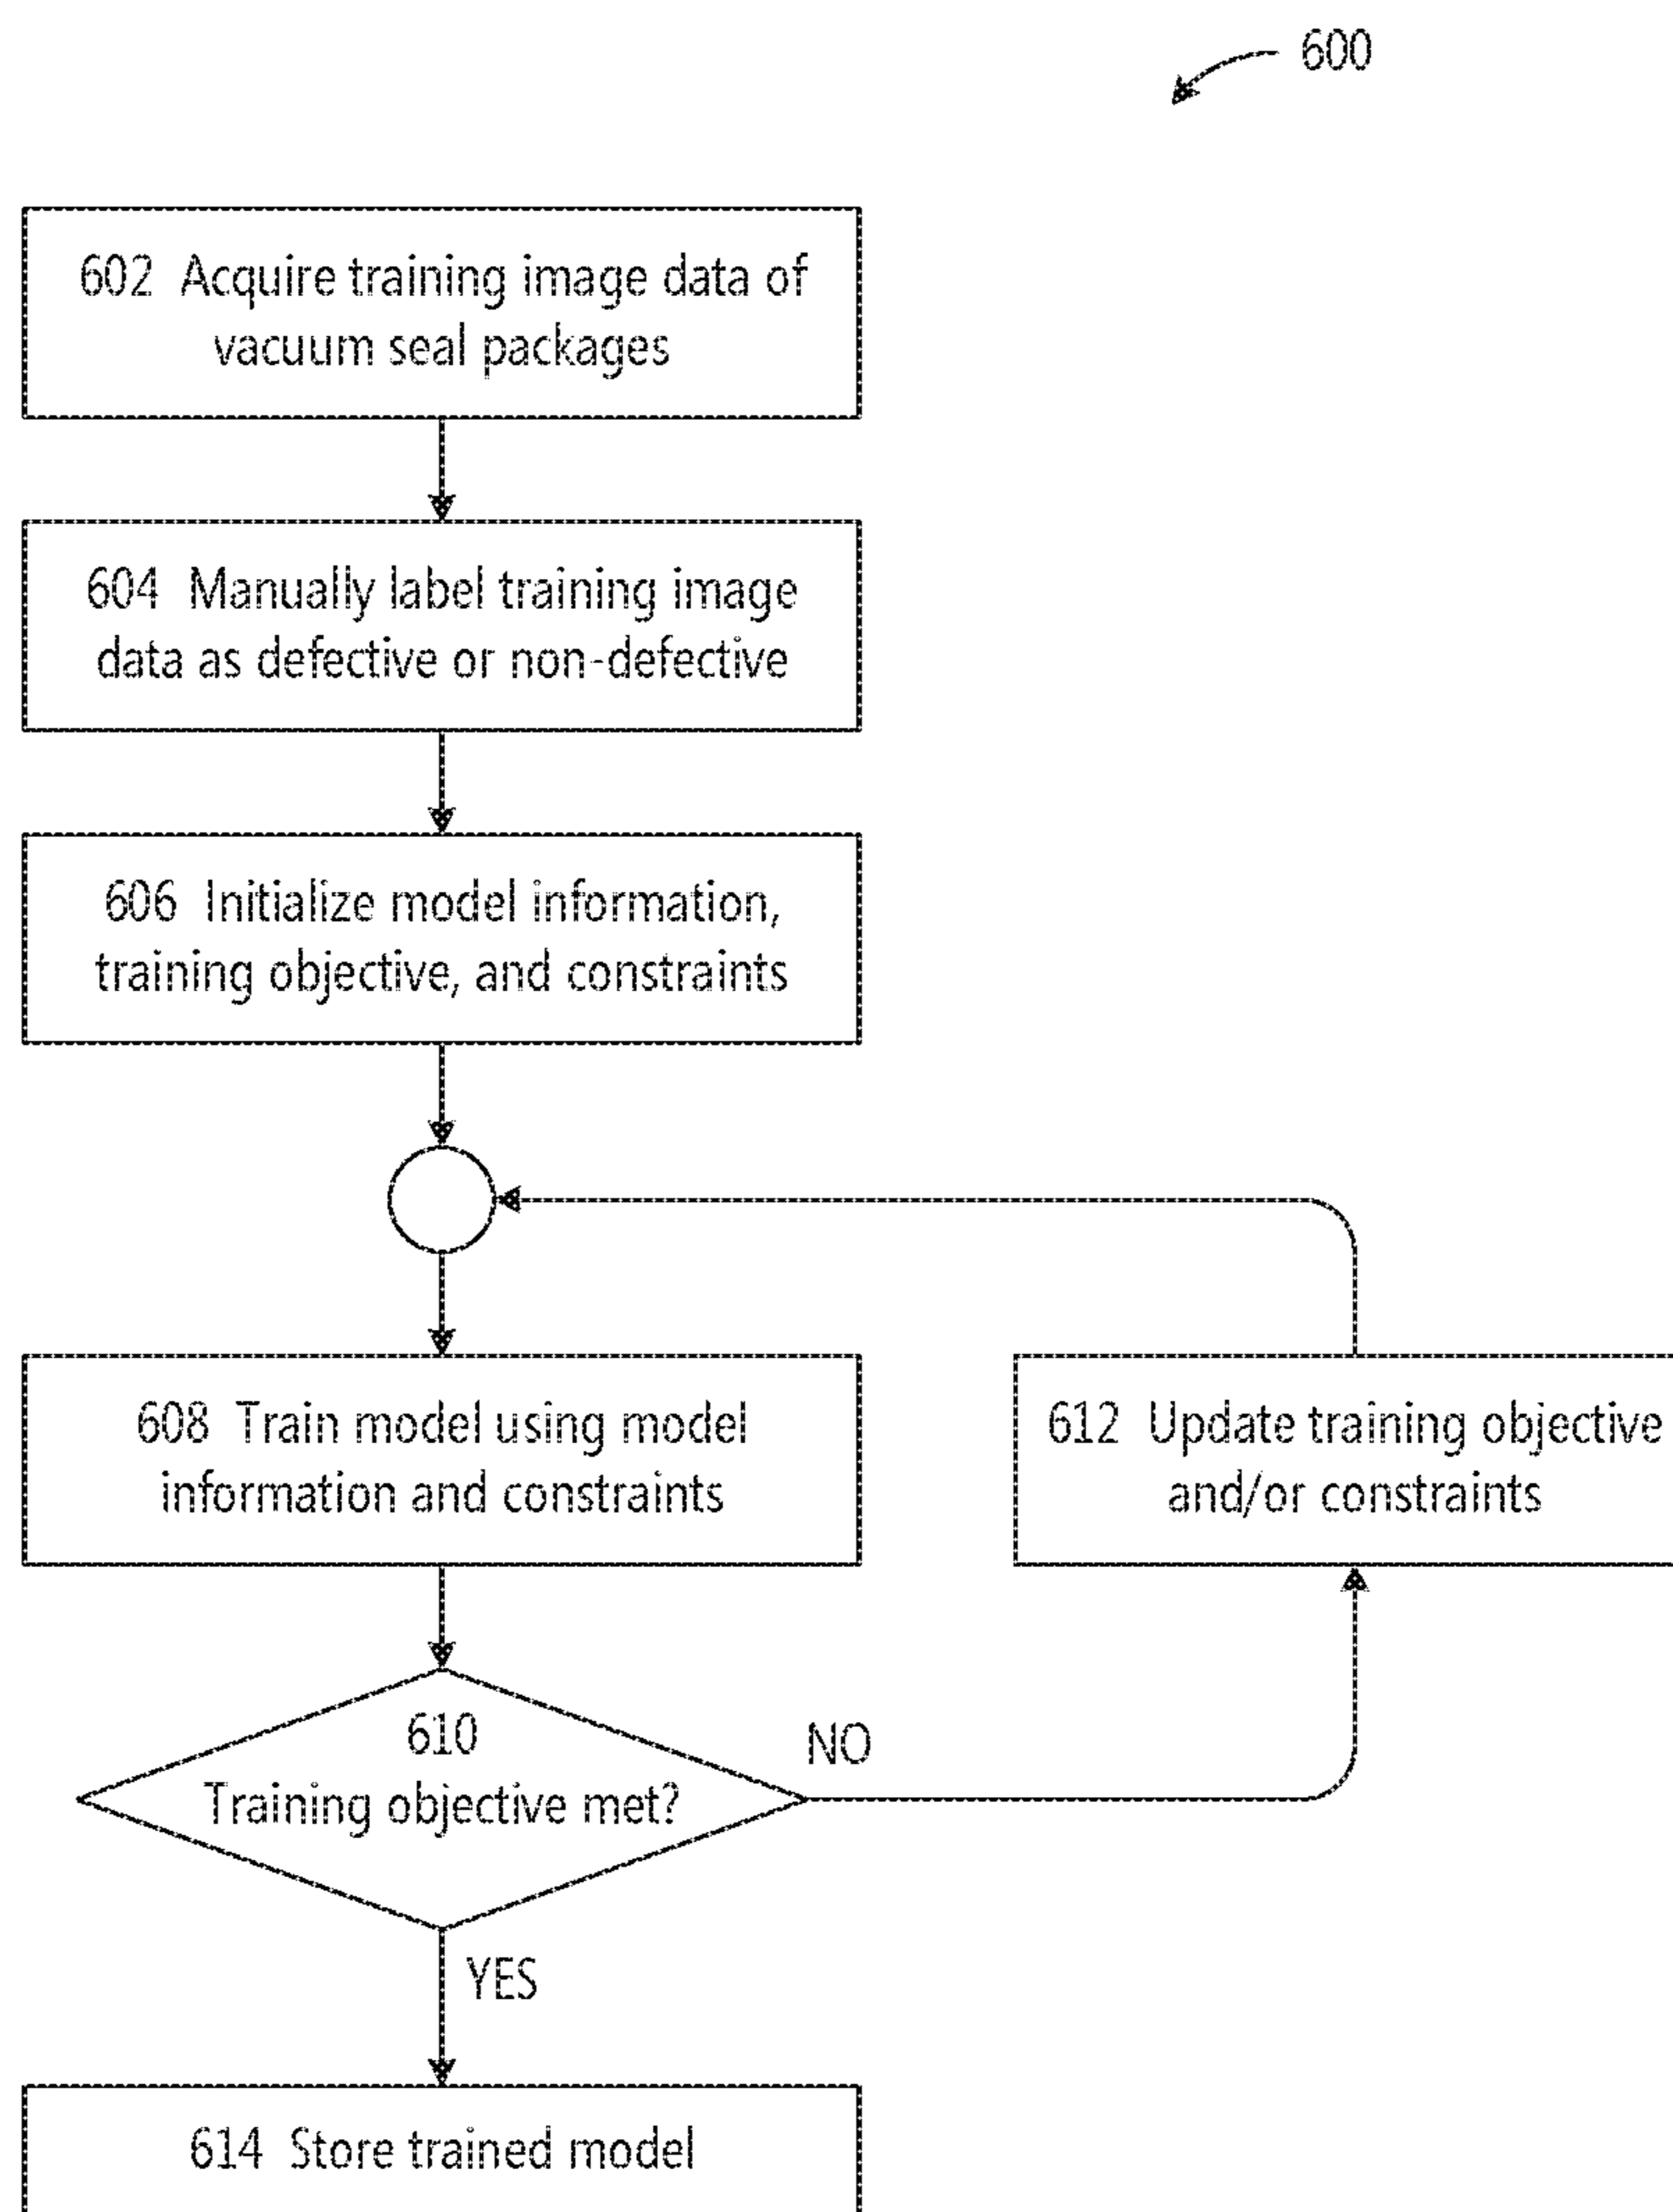 600
602 Acquire training image data of
vacuum seal packages
604 Manually label training image
data as defective or non-defective
606 Initialize model information,
training objective, and constraints
608 Train model using model
information and constraints
612 Update training objective
and/or constraints
610
Training objective met?
NO
YES
614 Store trained model